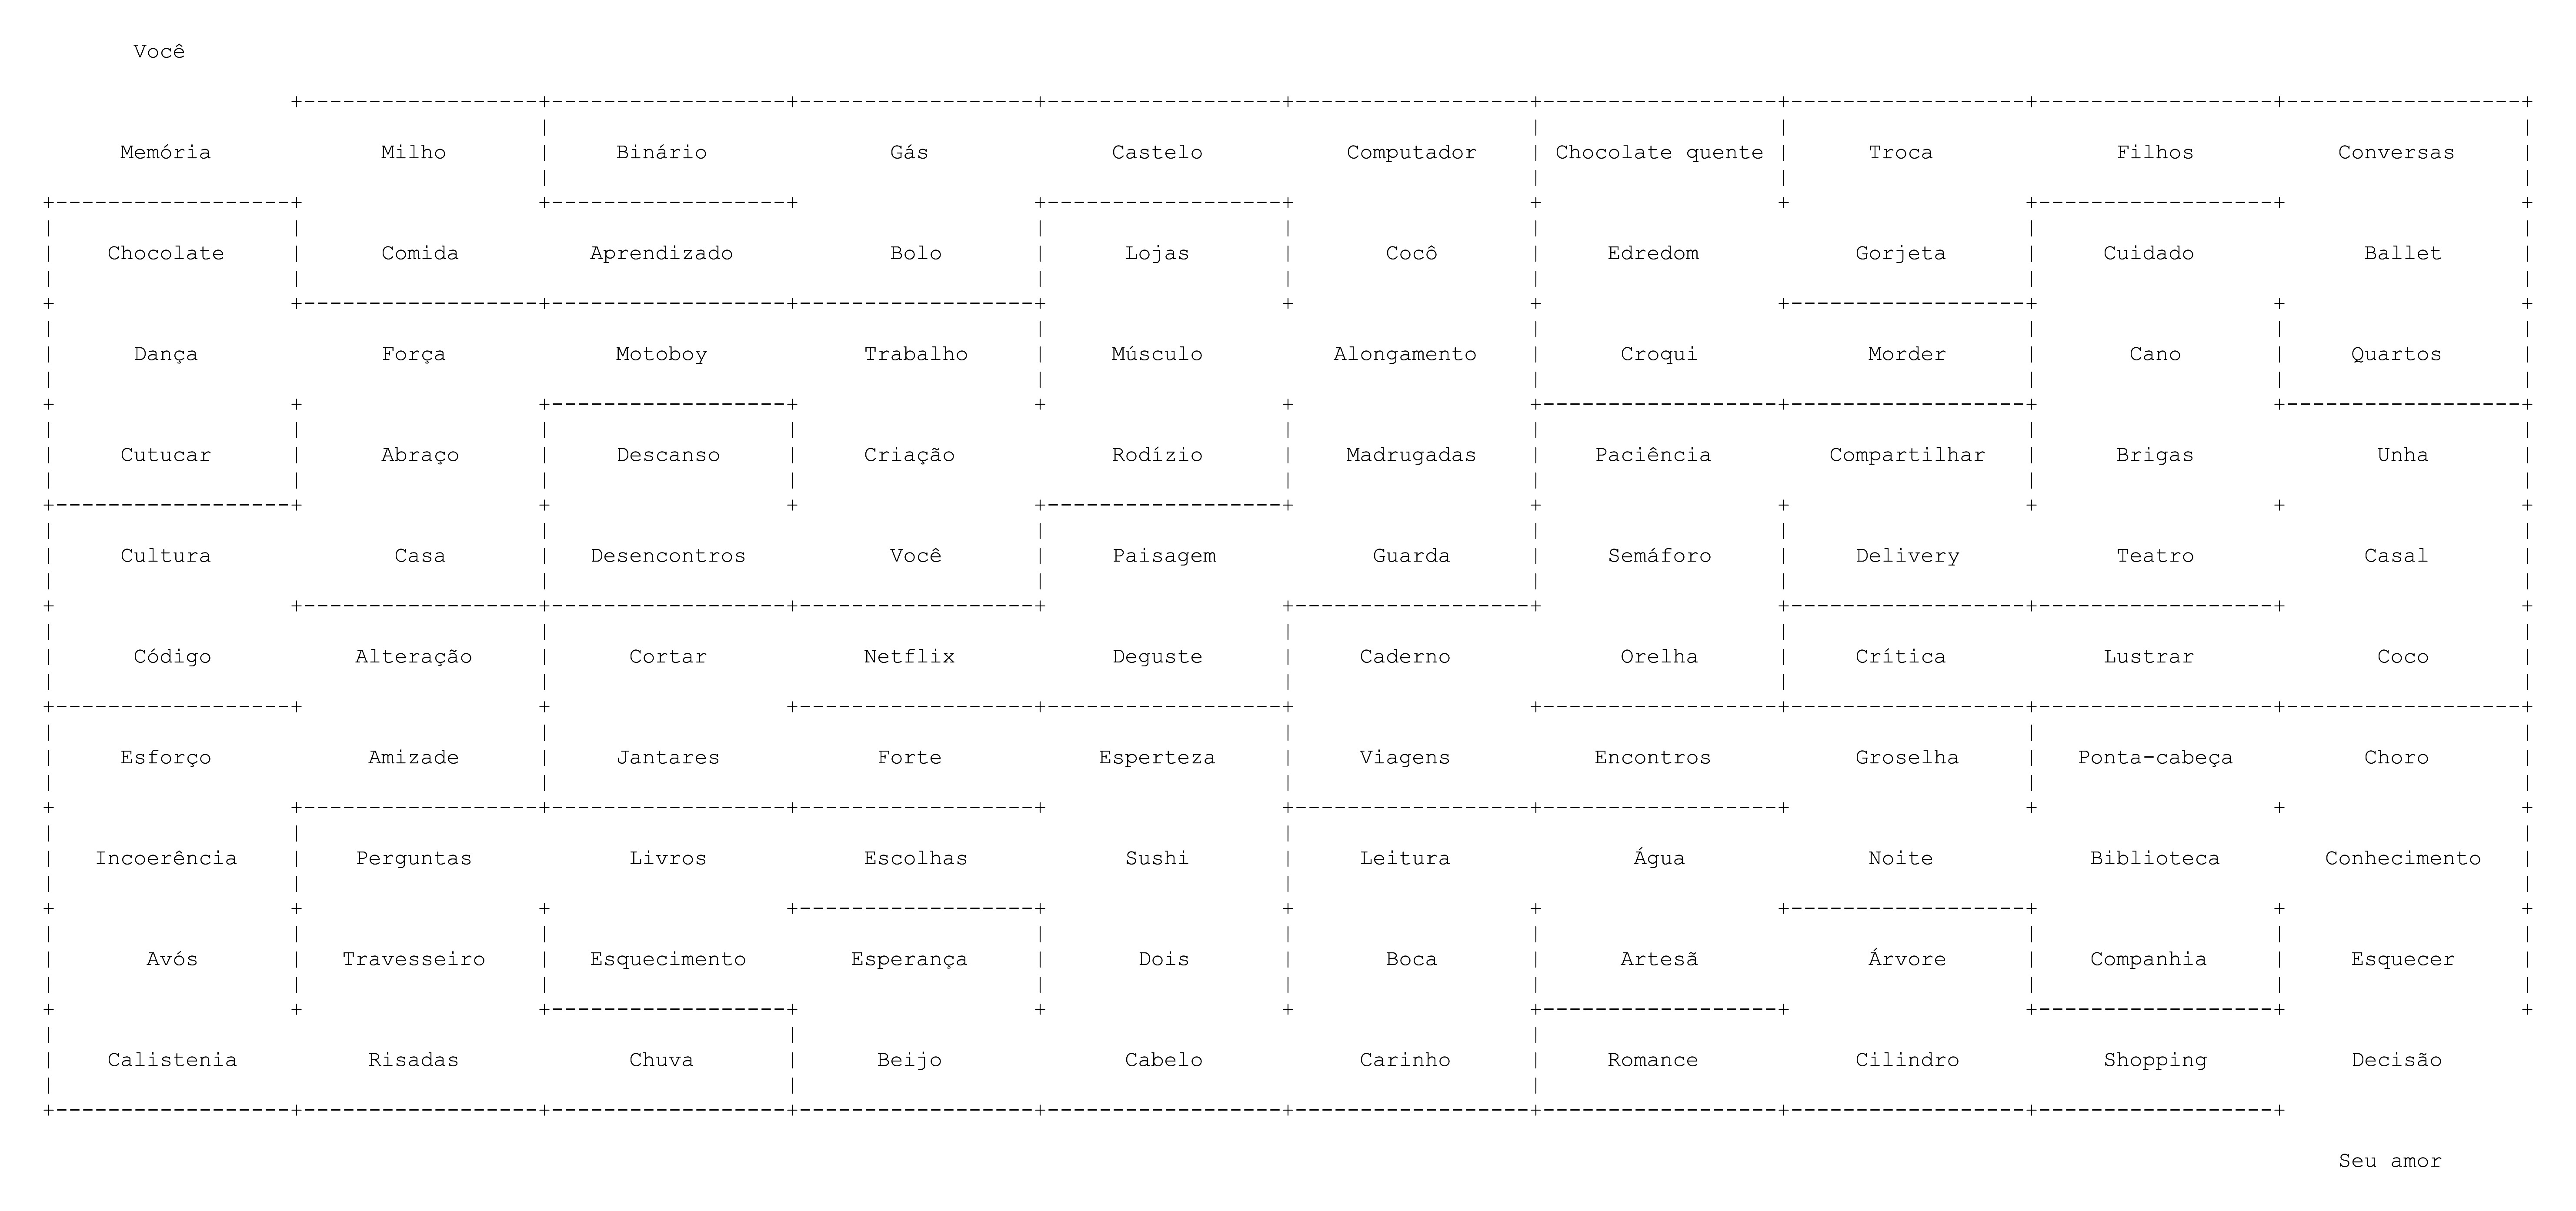 Você
Memória Milho Binário Gás Castelo Computador Chocolate quente Troca Filhos Conversas
Chocolate Comida Aprendizado Bolo Lojas Cocô Edredom Gorjeta Cuidado Ballet
Dança Força Motoboy Trabalho Músculo Alongamento Croqui Morder Cano Quartos
Cutucar Abraço Descanso Criação Rodízio Madrugadas Paciência Compartilhar Brigas Unha
Cultura Casa Desencontros Você Paisagem Guarda Semáforo Delivery Teatro Casal
Código Alteração Cortar Netflix Deguste Caderno Orelha Crítica Lustrar Coco
Esforço Amizade Jantares Forte Esperteza Viagens Encontros Groselha Ponta-cabeça Choro
Incoerência Perguntas Livros Escolhas Sushi Leitura Água Noite Biblioteca Conhecimento
Avós Travesseiro Esquecimento Esperança Dois Boca Artesã Árvore Companhia Esquecer
Calistenia Risadas Chuva Beijo Cabelo Carinho Romance Cilindro Shopping Decisão
Seu amor